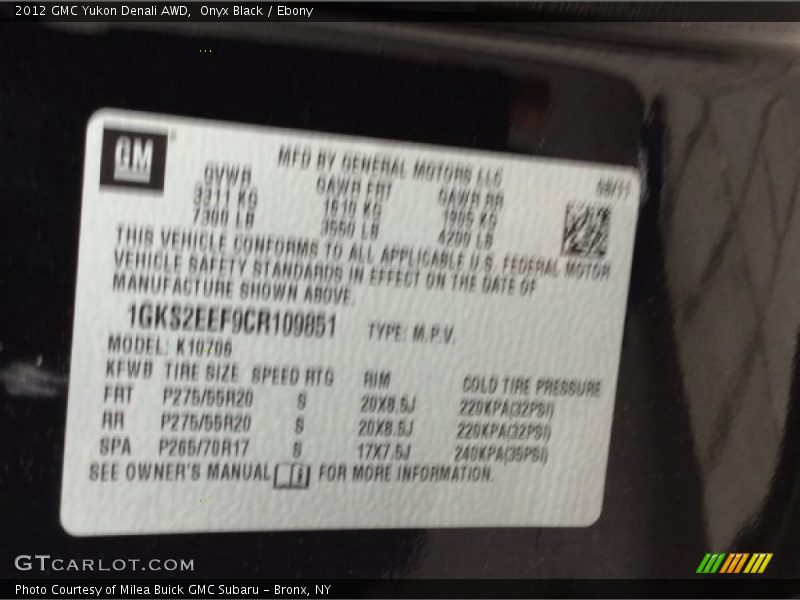 2012 GMC Yukon Denali AWD,  Onyx Black / Ebony
GM
MFD BY GENERAL MOTORS LLC
08/11
GVWR GAWR FRT GAWR RR
3311 KG 1610 KG 1905 KG
7300 LB 3550 LB 4200 LB
THIS VEHICLE CONFORMS TO ALL APPLICABLE U.S. FEDERAL MOTOR
VEHICLE SAFETY STANDARDS IN EFFECT ON THE DATE OF
MANUFACTURE SHOWN ABOVE.
1GKS2EEF9CR109851 TYPE: M.P.V.
MODEL: K10706
KFWB TIRE SIZE SPEED RTG RIM COLD TIRE PRESSURE
FRT P275/55R20 S 20X8.5J 220KPA(32PSI)
RR P275/55R20 S 20X8.5J 220KPA(32PSI)
SPA P265/70R17 S 17X7.5J 240KPA(35PSI)
SEE OWNER'S MANUAL FOR MORE INFORMATION.
GTCARLOT.COM
Photo Courtesy of Milea Buick GMC Subaru - Bronx, NY